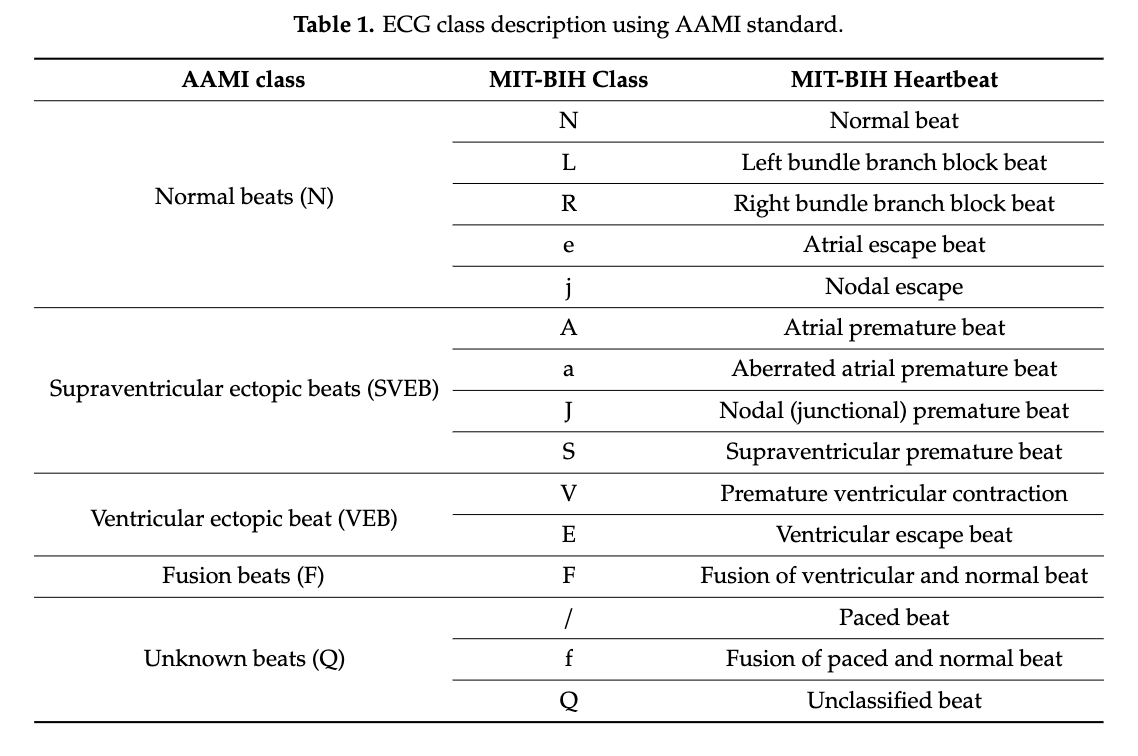 Table 1. ECG class description using AAMI standard.
AAMI class MIT-BIH Class MIT-BIH Heartbeat
Normal beats (N)
N Normal beat
L Left bundle branch block beat
R Right bundle branch block beat
e Atrial escape beat
j Nodal escape
Supraventricular ectopic beats (SVEB)
A Atrial premature beat
a Aberrated atrial premature beat
J Nodal (junctional) premature beat
S Supraventricular premature beat
Ventricular ectopic beat (VEB)
V Premature ventricular contraction
E Ventricular escape beat
Fusion beats (F) F Fusion of ventricular and normal beat
Unknown beats (Q)
/ Paced beat
f Fusion of paced and normal beat
Q Unclassified beat